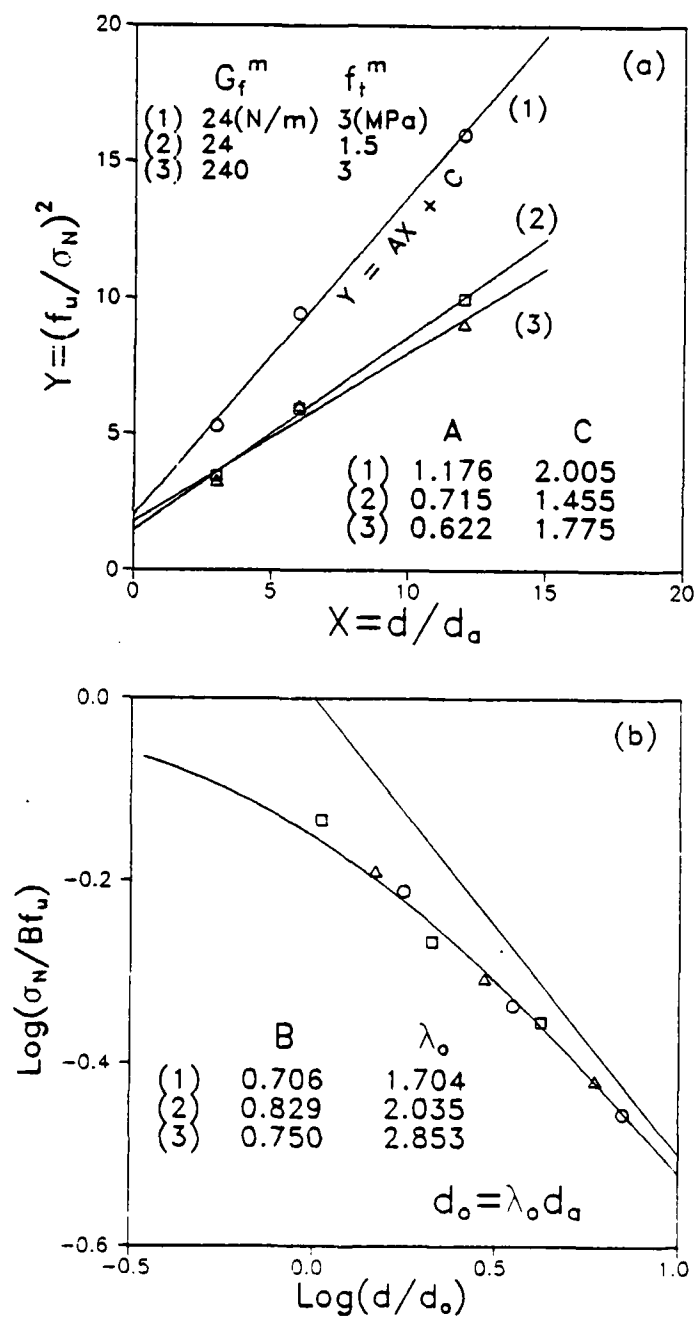 20
15
10
5
0
Y=(f_u/σ_N)²
(a)
G_f^m f_t^m
(1) 24(N/m) 3(MPa)
(2) 24 1.5
(3) 240 3
(1)
Y = AX + C
(2)
(3)
A C
(1) 1.176 2.005
(2) 0.715 1.455
(3) 0.622 1.775
0 5 10 15 20
X=d/d_a
0.0
-0.2
-0.4
-0.6
Log(σ_N/Bf_u)
(b)
B λ_o
(1) 0.706 1.704
(2) 0.829 2.035
(3) 0.750 2.853
d_o=λ_o d_a
-0.5 0.0 0.5 1.0
Log(d/d_o)